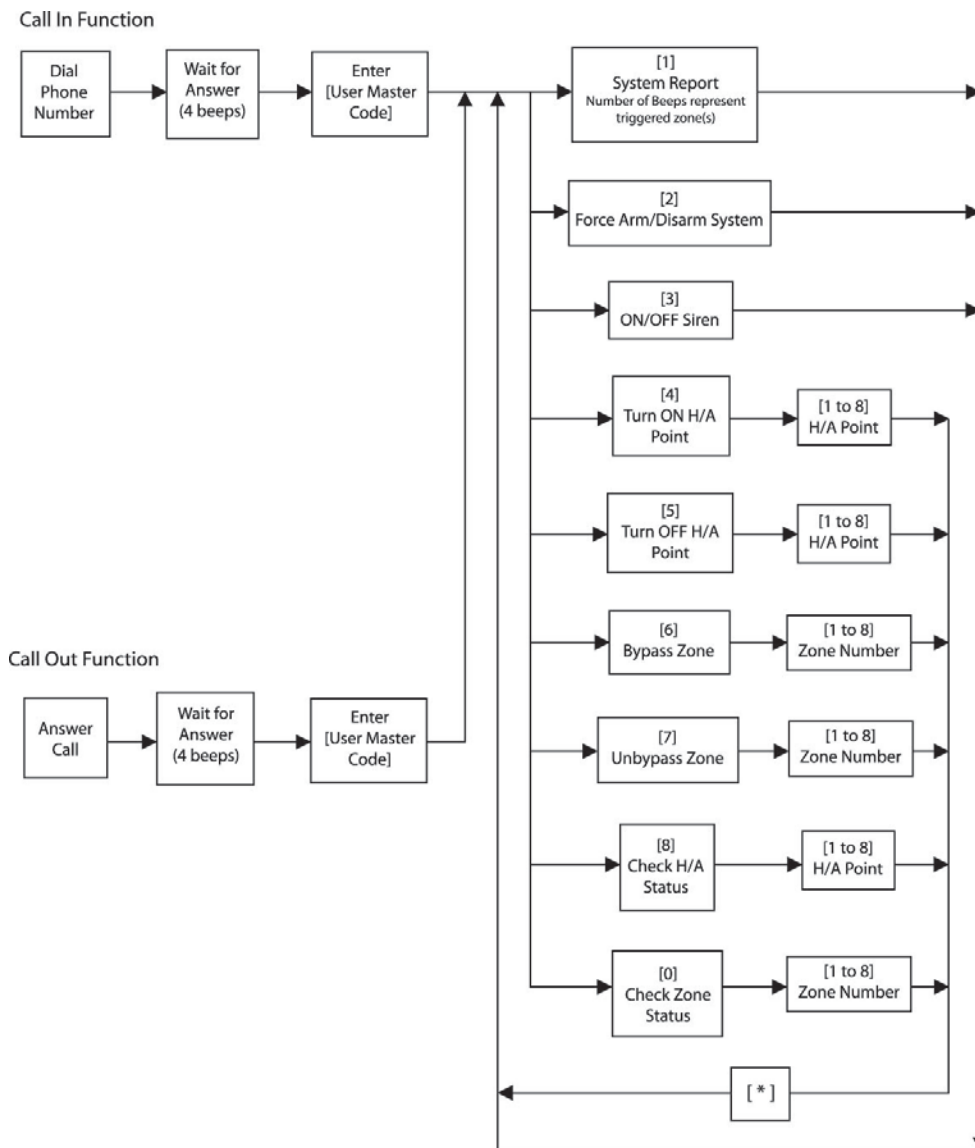 Call In Function
Dial
Phone
Number
Wait for
Answer
(4 beeps)
Enter
[User Master
Code]
[1]
System Report
Number of Beeps represent
triggered zone(s)
[2]
Force Arm/Disarm System
[3]
ON/OFF Siren
[4]
Turn ON H/A
Point
[1 to 8]
H/A Point
[5]
Turn OFF H/A
Point
[1 to 8]
H/A Point
[6]
Bypass Zone
[1 to 8]
Zone Number
Call Out Function
Answer
Call
Wait for
Answer
(4 beeps)
Enter
[User Master
Code]
[7]
Unbypass Zone
[1 to 8]
Zone Number
[8]
Check H/A
Status
[1 to 8]
H/A Point
[0]
Check Zone
Status
[1 to 8]
Zone Number
[*]